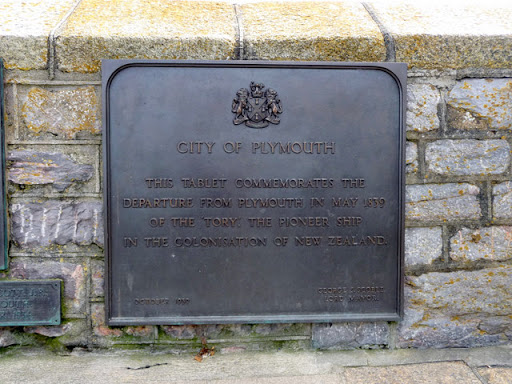 CITY OF PLYMOUTH
THIS TABLET COMMEMORATES THE
DEPARTURE FROM PLYMOUTH IN MAY 1839
OF THE 'TORY', THE PIONEER SHIP
IN THE COLONISATION OF NEW ZEALAND.
LORD MAYOR